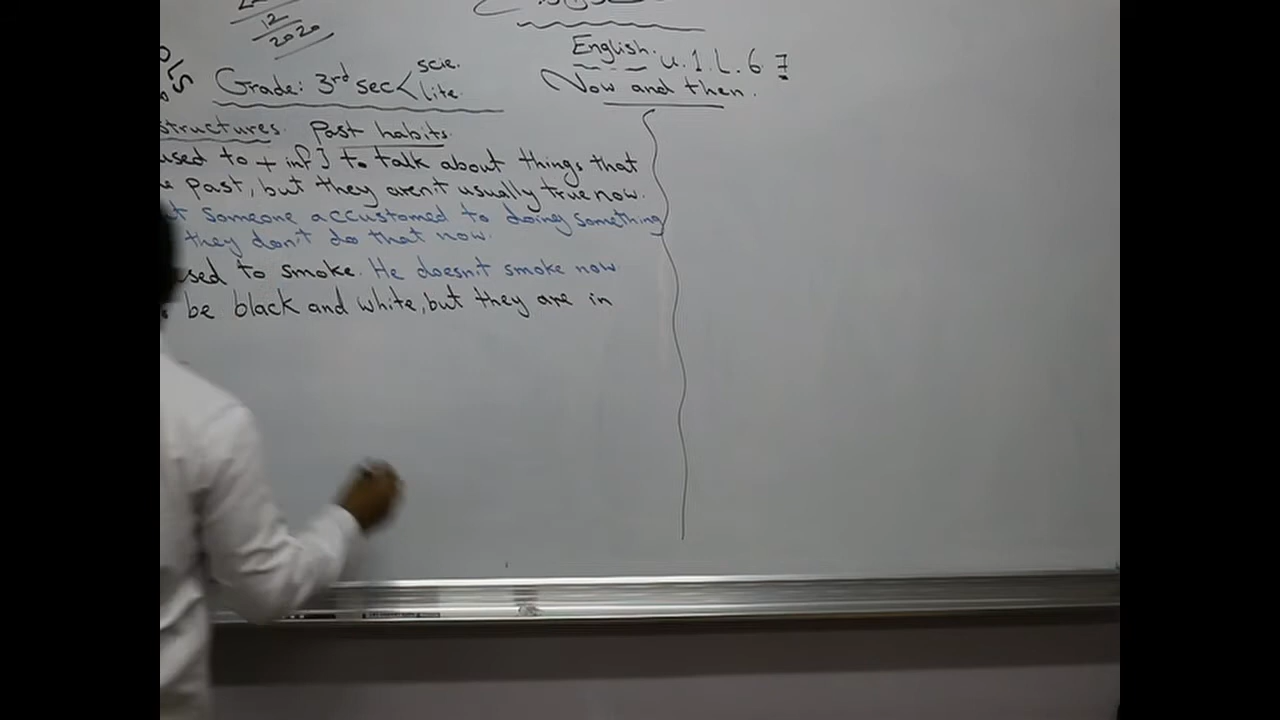 12
2020
English. u.1.L.6.7
Grade: 3rd sec < scie.
lite.
Now and then.
structures. Past habits.
used to + inf] to talk about things that
past, but they aren't usually true now.
someone accustomed to doing something
they don't do that now.
used to smoke. He doesn't smoke now
be black and white, but they are in